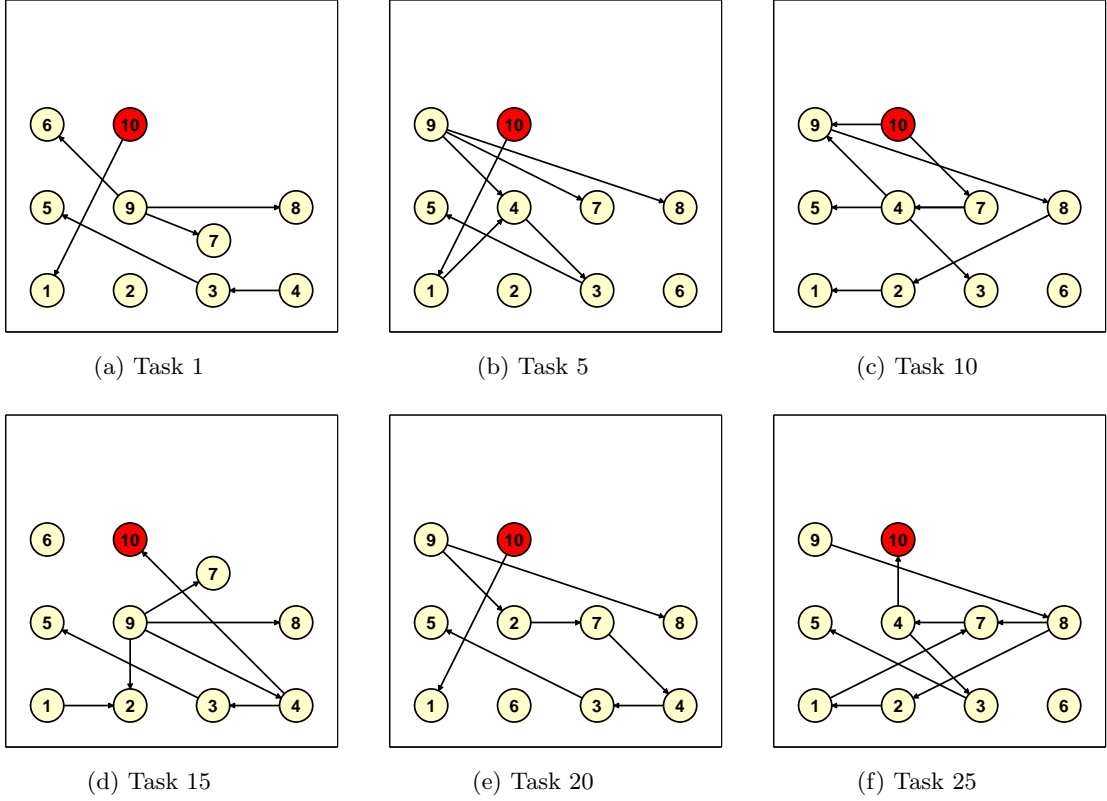 6 10
5 9 8
7
1 2 3 4
(a) Task 1
9 10
5 4 7 8
1 2 3 6
(b) Task 5
9 10
5 4 7 8
1 2 3 6
(c) Task 10
6 10
7
5 9 8
1 2 3 4
(d) Task 15
9 10
5 2 7 8
1 6 3 4
(e) Task 20
9 10
5 4 7 8
1 2 3 6
(f) Task 25